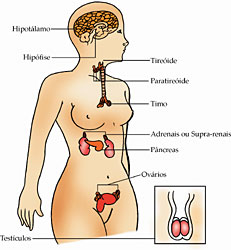 Hipotálamo
Hipófise
Tireóide
Paratireóide
Timo
Adrenais ou Supra-renais
Pâncreas
Ovários
Testículos